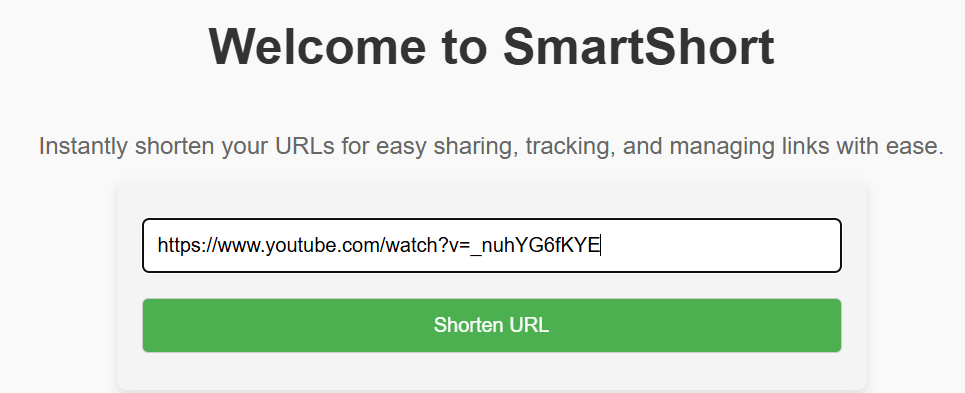 Welcome to SmartShort
Instantly shorten your URLs for easy sharing, tracking, and managing links with ease.
https://www.youtube.com/watch?v=_nuhYG6fKYE
Shorten URL